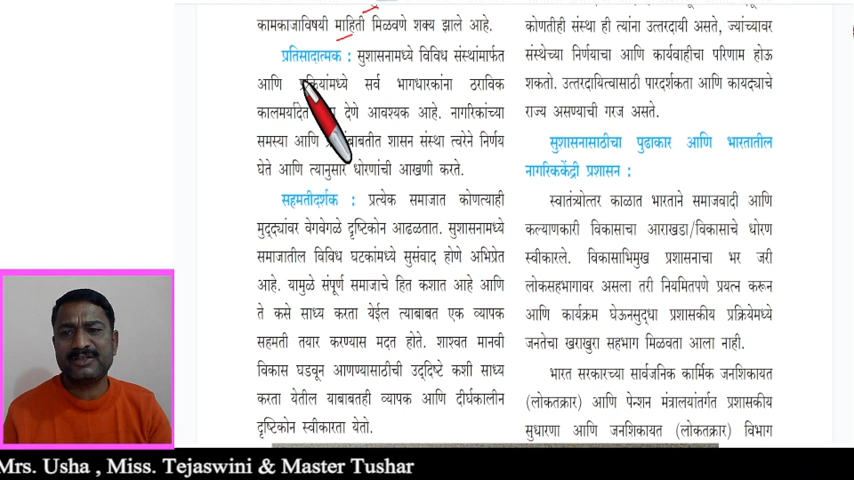 कामकाजाविषयी माहिती मिळवणे शक्य झाले आहे.
प्रतिसादात्मक : सुशासनामध्ये विविध संस्थांमार्फत
आणि प्रक्रियांमध्ये सर्व भागधारकांना ठराविक
कालमर्यादेत देणे आवश्यक आहे. नागरिकांच्या
समस्या आणि शासन संस्था त्वरेने निर्णय
घेते आणि त्यानुसार धोरणांची आखणी करते.
सहमतीदर्शक : प्रत्येक समाजात कोणत्याही
मुद्द्यांवर वेगवेगळे दृष्टिकोन आढळतात. सुशासनामध्ये
समाजातील विविध घटकांमध्ये सुसंवाद होणे अभिप्रेत
आहे. यामुळे संपूर्ण समाजाचे हित कशात आहे आणि
ते कसे साध्य करता येईल त्याबाबत एक व्यापक
सहमती तयार करण्यास मदत होते. शाश्वत मानवी
विकास घडवून आणण्यासाठीची उद्दिष्टे कशी साध्य
करता येतील याबाबतही व्यापक आणि दीर्घकालीन
दृष्टिकोन स्वीकारता येतो.
कोणतीही संस्था ही त्यांना उत्तरदायी असते, ज्यांच्यावर
संस्थेच्या निर्णयाचा आणि कार्यवाहीचा परिणाम होऊ
शकतो. उत्तरदायित्वासाठी पारदर्शकता आणि कायद्याचे
राज्य असण्याची गरज असते.
सुशासनासाठीचा पुढाकार आणि भारतातील
नागरिककेंद्री प्रशासन :
स्वातंत्र्योत्तर काळात भारताने समाजवादी आणि
कल्याणकारी विकासाचा आराखडा/विकासाचे धोरण
स्वीकारले. विकासाभिमुख प्रशासनाचा भर जरी
लोकसहभागावर असला तरी नियमितपणे प्रयत्न करून
आणि कार्यक्रम घेऊनसुद्धा प्रशासकीय प्रक्रियेमध्ये
जनतेचा खराखुरा सहभाग मिळवता आला नाही.
भारत सरकारच्या सार्वजनिक कार्मिक जनशिकायत
(लोकतक्रार) आणि पेन्शन मंत्रालयांतर्गत प्रशासकीय
सुधारणा आणि जनशिकायत (लोकतक्रार) विभाग
Mrs. Usha , Miss. Tejaswini & Master Tushar